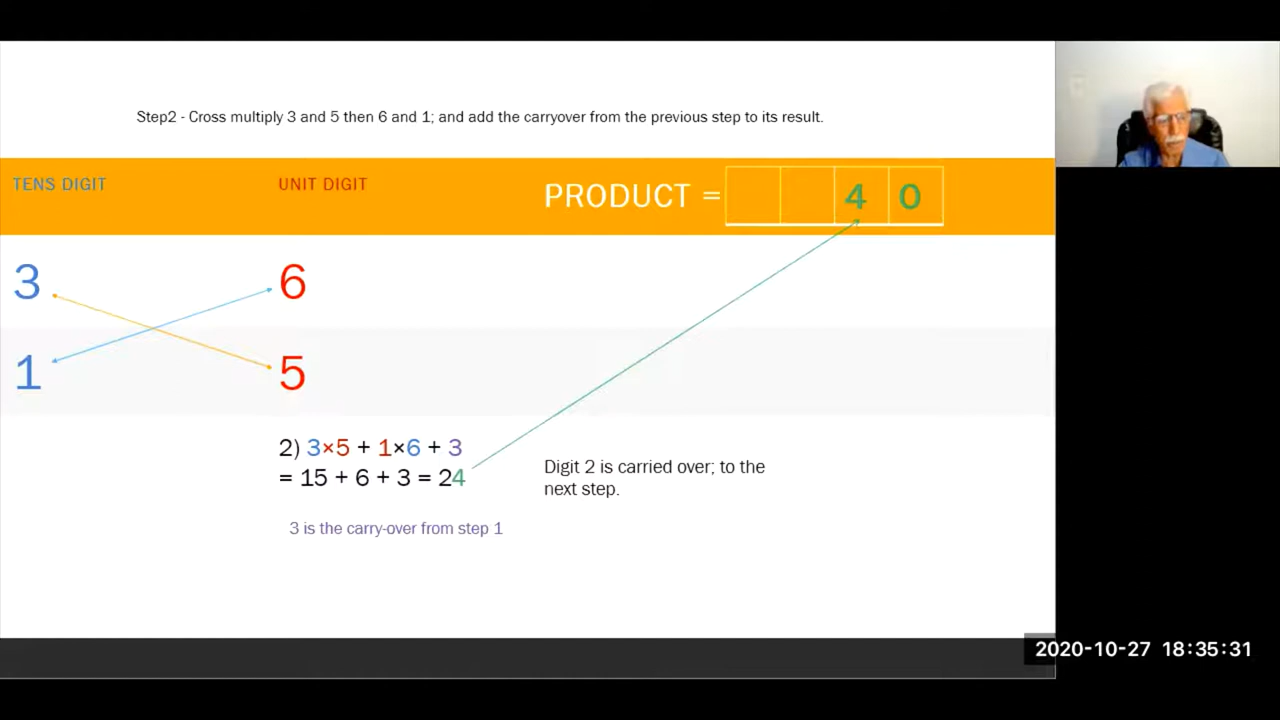 Step2 - Cross multiply 3 and 5 then 6 and 1; and add the carryover from the previous step to its result.
TENS DIGIT
UNIT DIGIT
PRODUCT =
4 0
3 6
1 5
2) 3×5 + 1×6 + 3
= 15 + 6 + 3 = 24
Digit 2 is carried over; to the
next step.
3 is the carry-over from step 1
2020-10-27 18:35:31